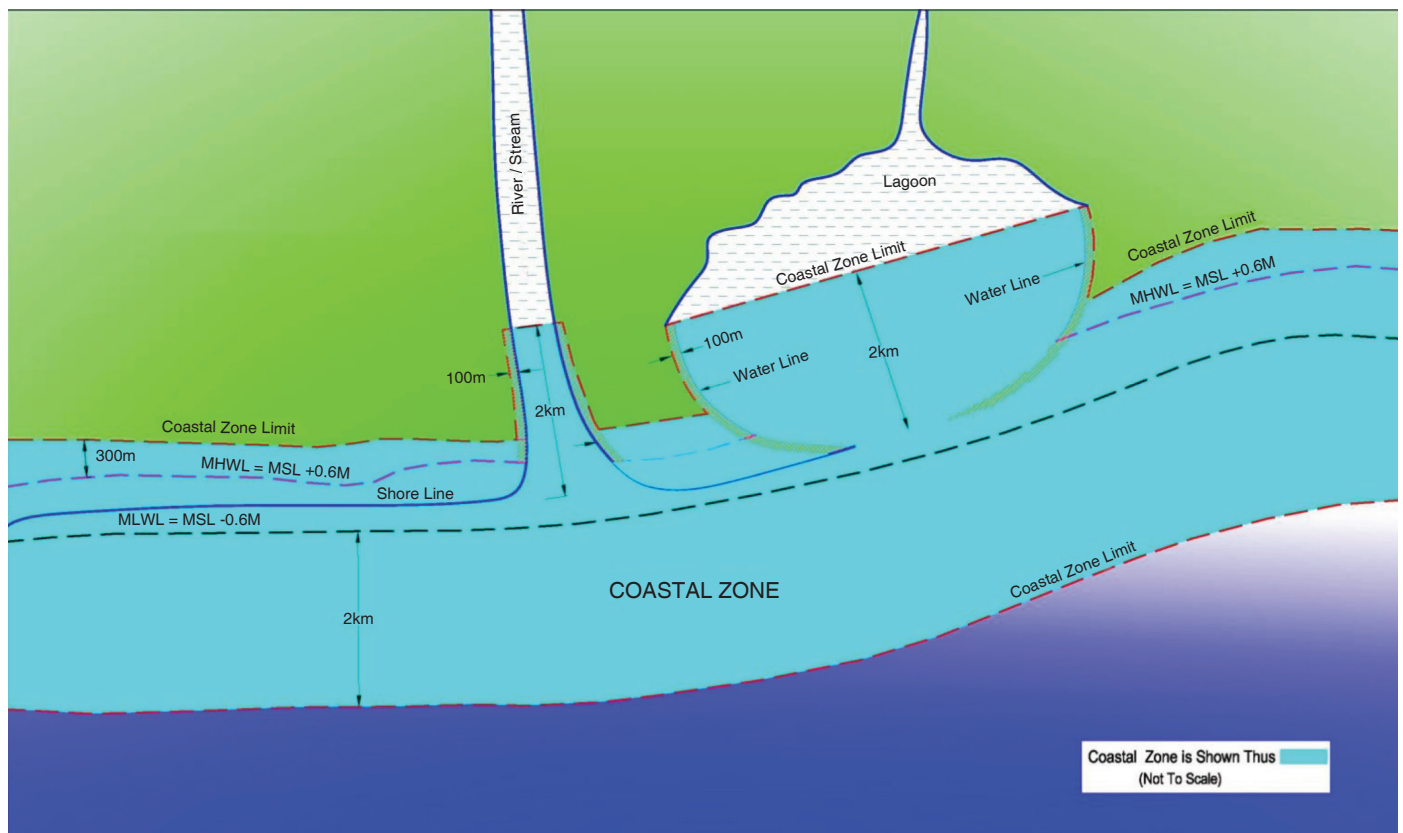 River / Stream
Lagoon
Coastal Zone Limit
Coastal Zone Limit
MHWL = MSL +0.6M
Water Line
100m
Water Line
2km
100m
2km
Coastal Zone Limit
300m
MHWL = MSL +0.6M
Shore Line
MLWL = MSL -0.6M
COASTAL ZONE
Coastal Zone Limit
2km
Coastal Zone is Shown Thus
(Not To Scale)